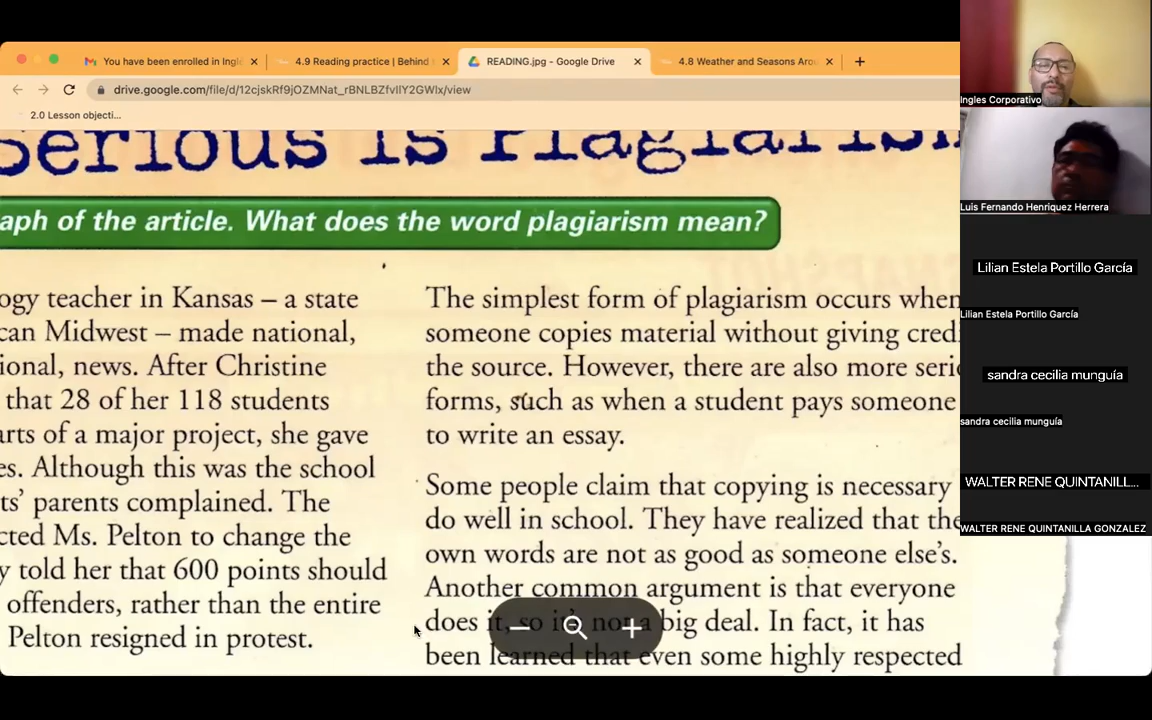 You have been enrolled in Ingl
4.9 Reading practice | Behind
READING.jpg - Google Drive
4.8 Weather and Seasons Arou
drive.google.com/file/d/12cjskRf9jOZMNat_rBNLBZfvIlY2GWlx/view
2.0 Lesson objecti...
Serious is Plagiarism
aph of the article. What does the word plagiarism mean?
ogy teacher in Kansas – a state
can Midwest – made national,
ional, news. After Christine
that 28 of her 118 students
arts of a major project, she gave
es. Although this was the school
ts' parents complained. The
cted Ms. Pelton to change the
y told her that 600 points should
offenders, rather than the entire
Pelton resigned in protest.
The simplest form of plagiarism occurs when
someone copies material without giving cred
the source. However, there are also more seri
forms, such as when a student pays someone
to write an essay.
Some people claim that copying is necessary
do well in school. They have realized that the
own words are not as good as someone else's.
Another common argument is that everyone
does it, so it's not a big deal. In fact, it has
been learned that even some highly respected
Ingles Corporativo
Luis Fernando Henriquez Herrera
Lilian Estela Portillo García
Lilian Estela Portillo García
sandra cecilia munguía
sandra cecilia munguía
WALTER RENE QUINTANILL...
WALTER RENE QUINTANILLA GONZALEZ